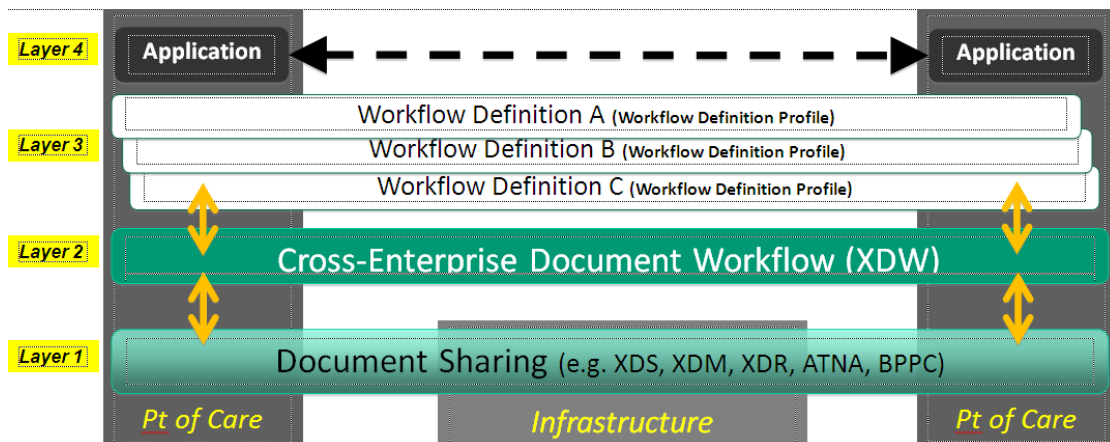 Layer 4
Application
Application
Workflow Definition A (Workflow Definition Profile)
Layer 3
Workflow Definition B (Workflow Definition Profile)
Workflow Definition C (Workflow Definition Profile)
Layer 2
Cross-Enterprise Document Workflow (XDW)
Layer 1
Document Sharing (e.g. XDS, XDM, XDR, ATNA, BPPC)
Pt of Care
Infrastructure
Pt of Care